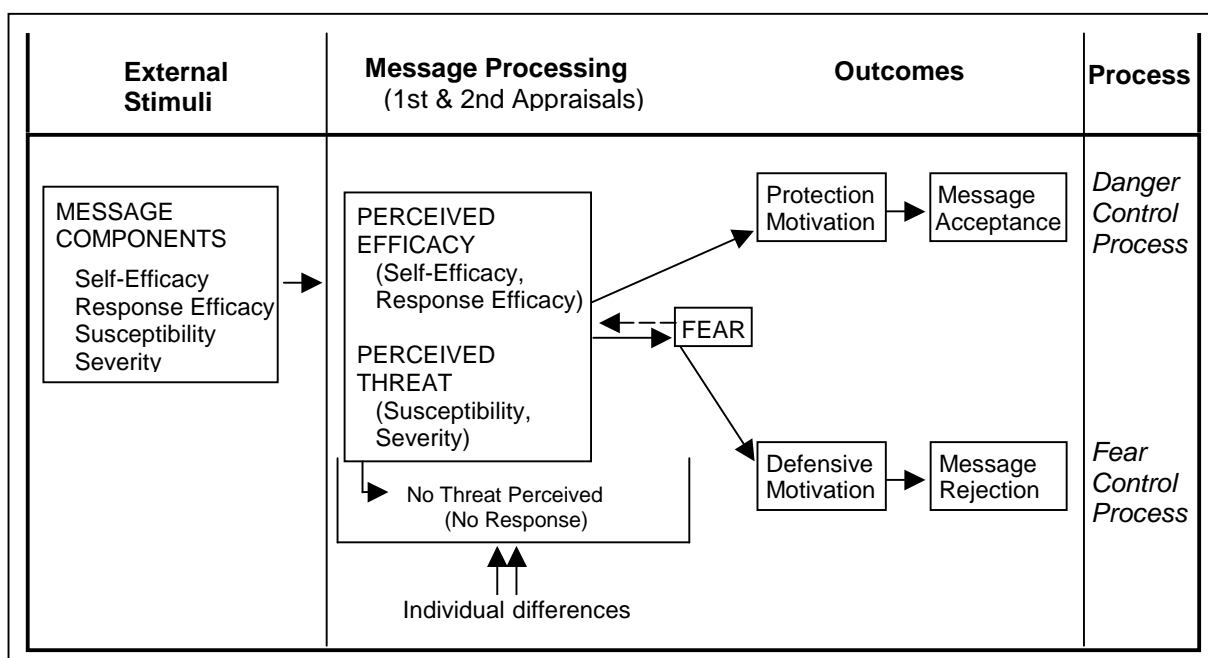 External
Stimuli
Message Processing
(1st & 2nd Appraisals)
Outcomes
Process
MESSAGE
COMPONENTS
Self-Efficacy
Response Efficacy
Susceptibility
Severity
PERCEIVED
EFFICACY
(Self-Efficacy,
Response Efficacy)
PERCEIVED
THREAT
(Susceptibility,
Severity)
No Threat Perceived
(No Response)
Individual differences
FEAR
Protection
Motivation
Message
Acceptance
Danger
Control
Process
Defensive
Motivation
Message
Rejection
Fear
Control
Process